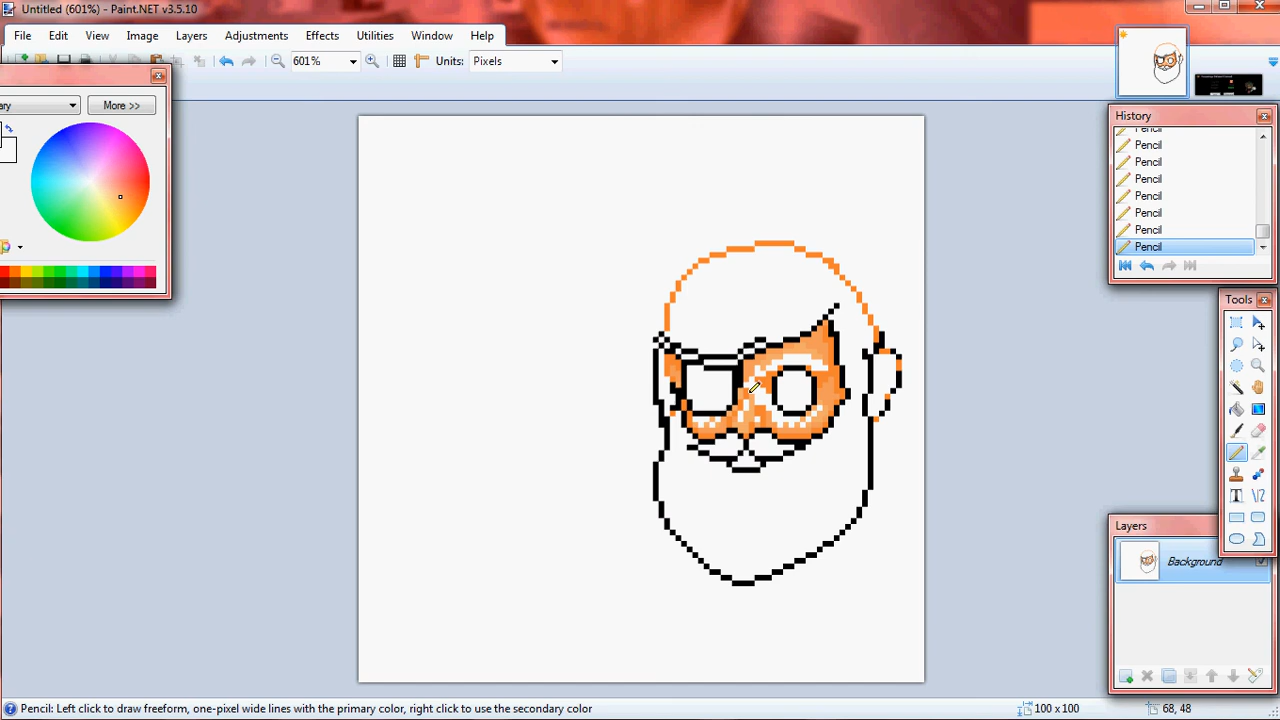 Untitled (601%) - Paint.NET v3.5.10
File Edit View Image Layers Adjustments Effects Utilities Window Help
601% Units: Pixels
ary More >>
History
Pencil
Pencil
Pencil
Pencil
Pencil
Pencil
Pencil
Pencil
Tools
Layers
Background
Pencil: Left click to draw freeform, one-pixel wide lines with the primary color, right click to use the secondary color
100 x 100
68, 48